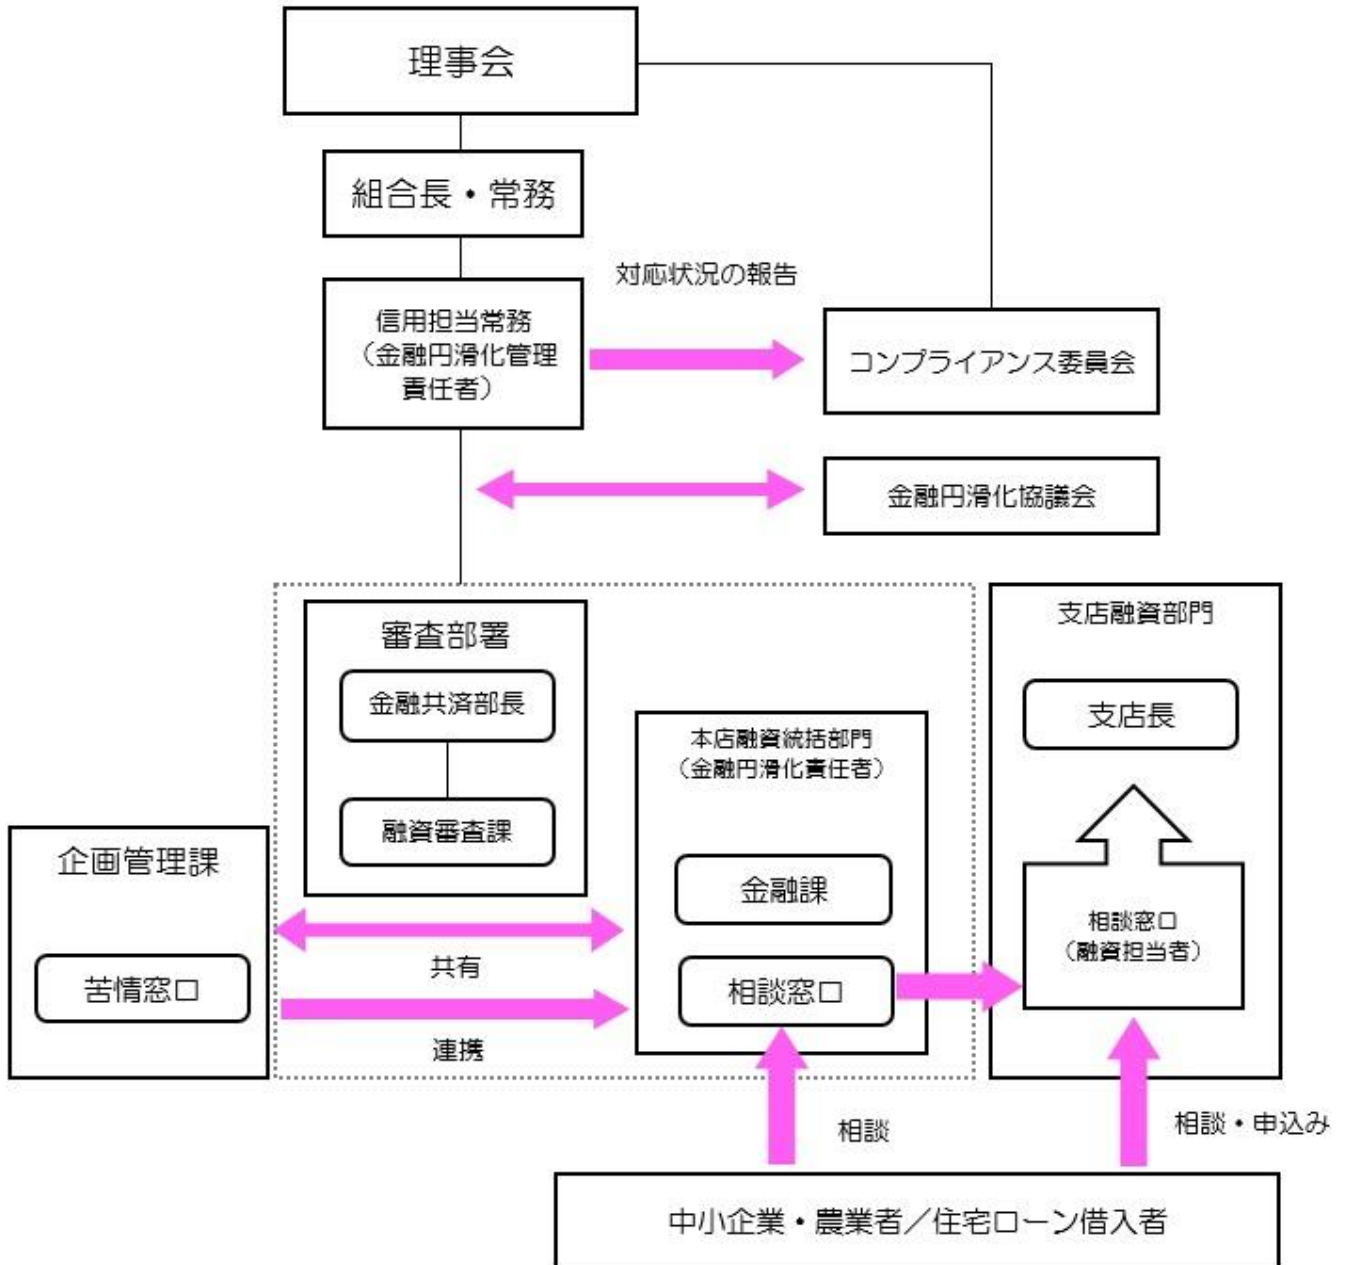 理事会
組合長・常務
対応状況の報告
信用担当常務
（金融円滑化管理
責任者）
コンプライアンス委員会
金融円滑化協議会
審査部署
金融共済部長
融資審査課
本店融資統括部門
（金融円滑化責任者）
金融課
相談窓口
支店融資部門
支店長
相談窓口
（融資担当者）
企画管理課
苦情窓口
共有
連携
相談
相談・申込み
中小企業・農業者／住宅ローン借入者